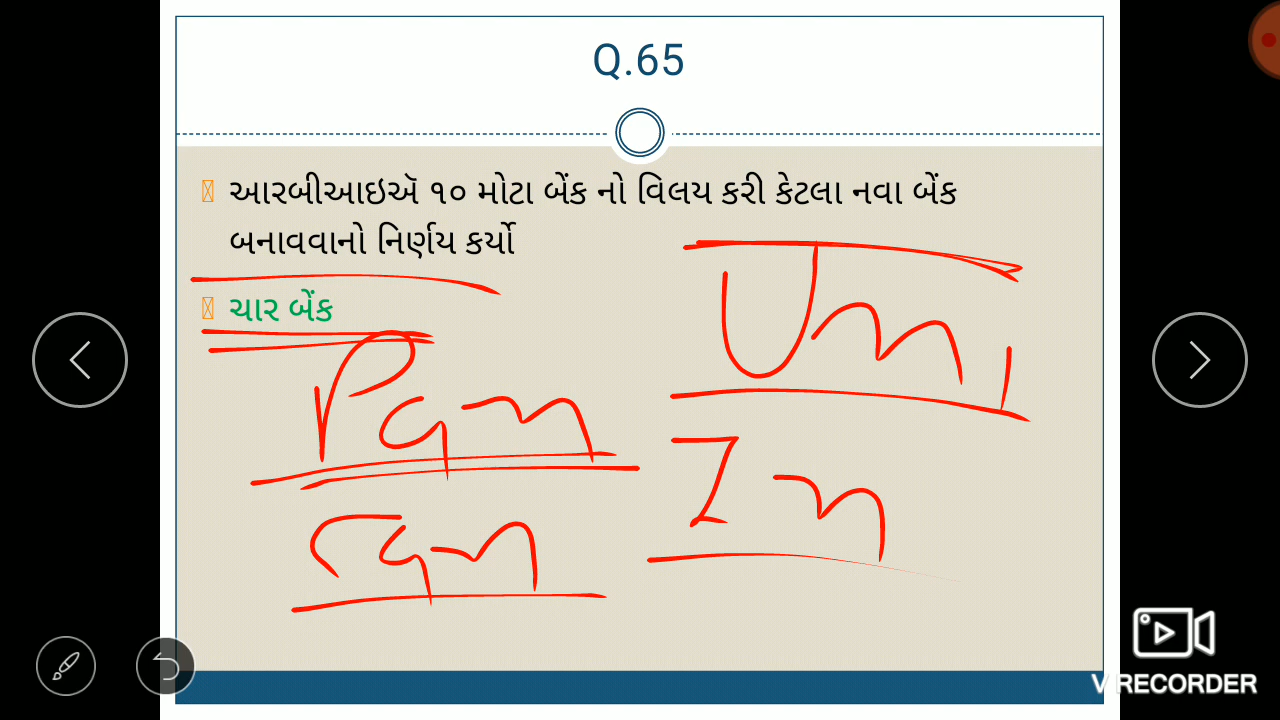 Q.65
આરબીઆઇએ ૧૦ મોટા બેંક નો વિલય કરી કેટલા નવા બેંક
બનાવવાનો નિર્ણય કર્યો
ચાર બેંક
V RECORDER